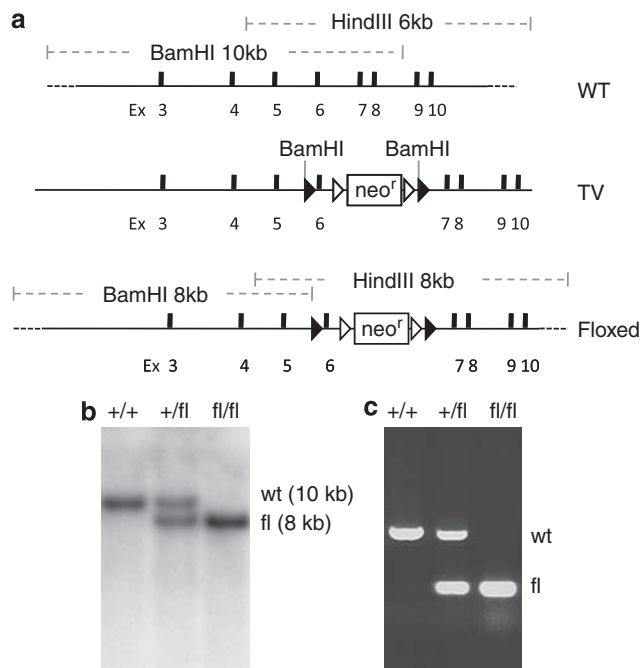 a
HindIII 6kb
BamHI 10kb
WT
Ex 3 4 5 6 7 8 9 10
BamHI BamHI
neoʳ
TV
Ex 3 4 5 6 7 8 9 10
HindIII 8kb
BamHI 8kb
neoʳ
Floxed
Ex 3 4 5 6 7 8 9 10
b +/+ +/fl fl/fl
wt (10 kb)
fl (8 kb)
c +/+ +/fl fl/fl
wt
fl